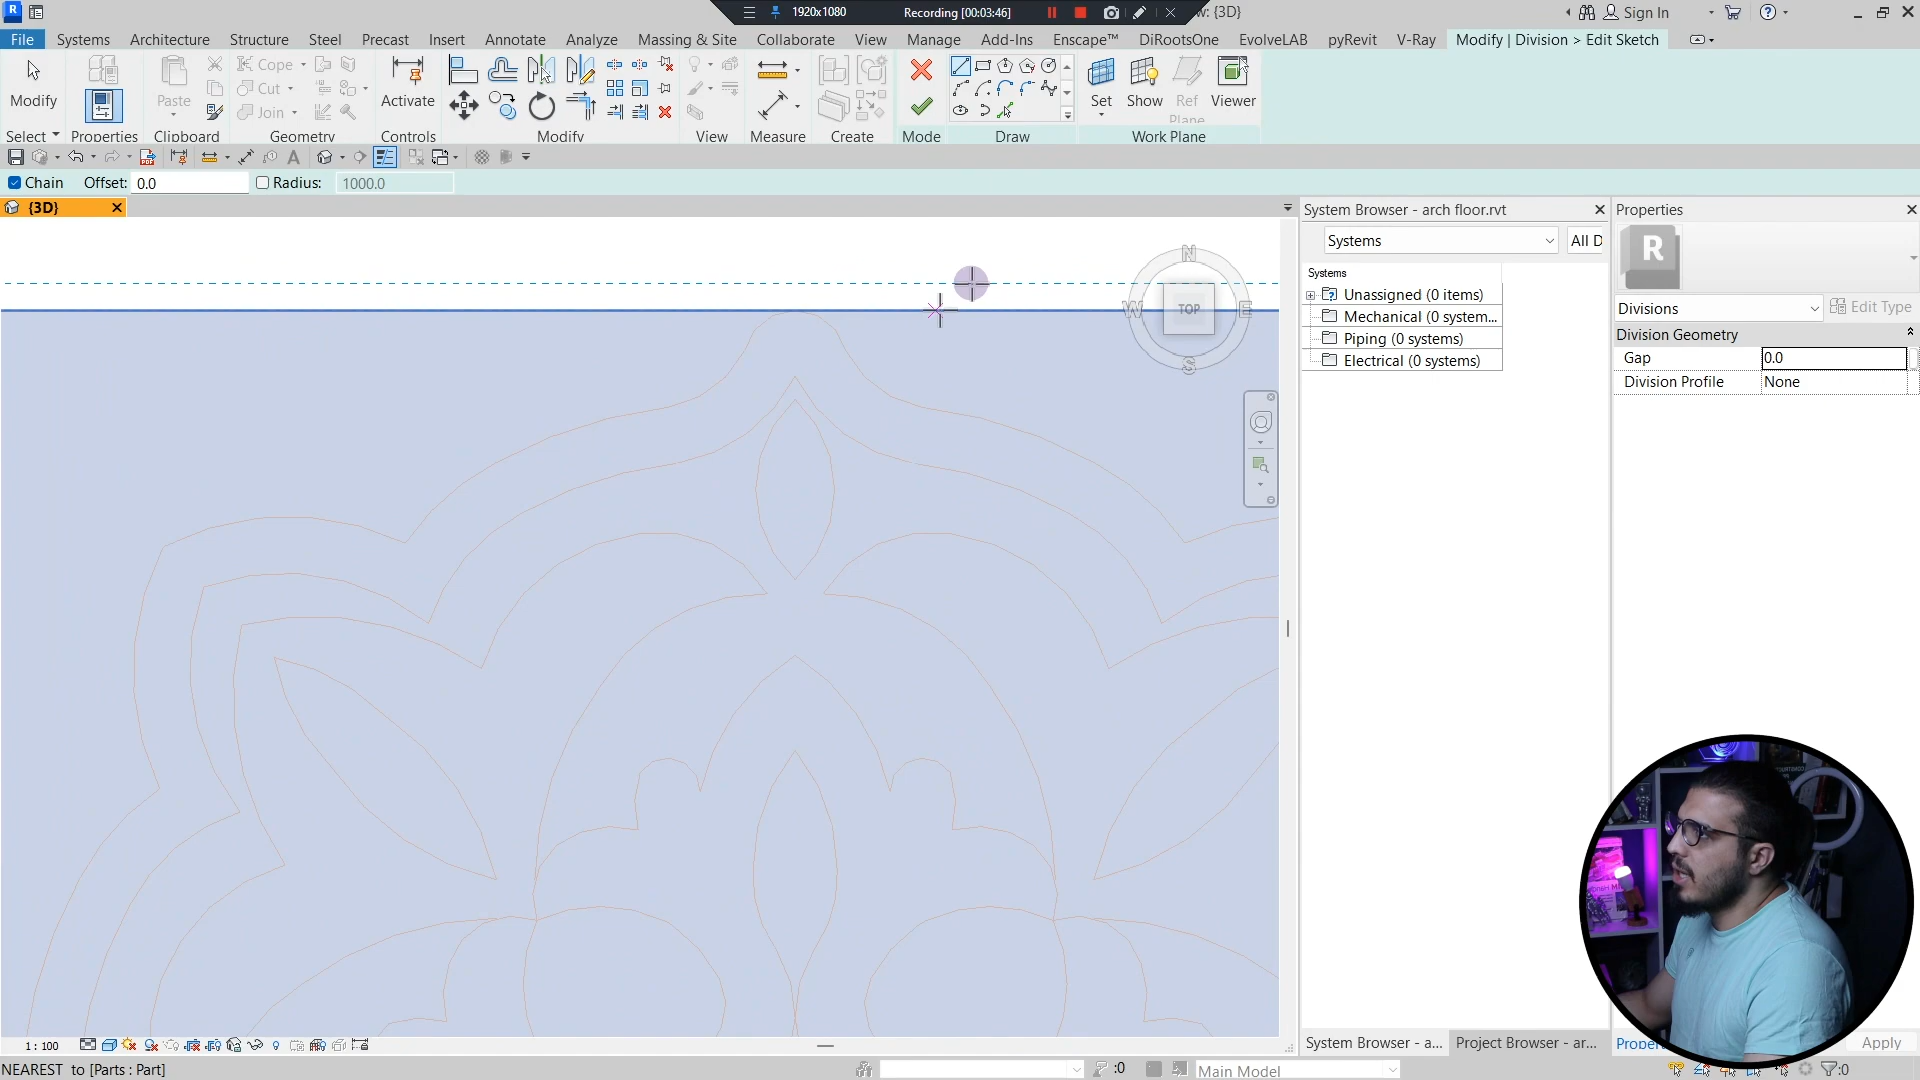 1920x1080
Recording [00:03:46]
w: {3D}
Sign In
File
Systems
Architecture
Structure
Steel
Precast
Insert
Annotate
Analyze
Massing & Site
Collaborate
View
Manage
Add-Ins
Enscape™
DiRootsOne
EvolveLAB
pyRevit
V-Ray
Modify | Division > Edit Sketch
Modify
Paste
Cope
Cut
Join
Activate
Set
Show
Ref
Plane
Viewer
Select
Properties
Clipboard
Geometry
Controls
Modify
View
Measure
Create
Mode
Draw
Work Plane
Chain
Offset: 0.0
Radius: 1000.0
{3D}
System Browser - arch floor.rvt
Properties
Systems
All D
R
Systems
Unassigned (0 items)
Mechanical (0 system...
Piping (0 systems)
Electrical (0 systems)
Divisions
Edit Type
Division Geometry
Gap 0.0
Division Profile None
N
W
TOP
E
S
1 : 100
System Browser - a...
Project Browser - ar...
Proper
Apply
NEAREST to [Parts : Part]
:0
Main Model
:0